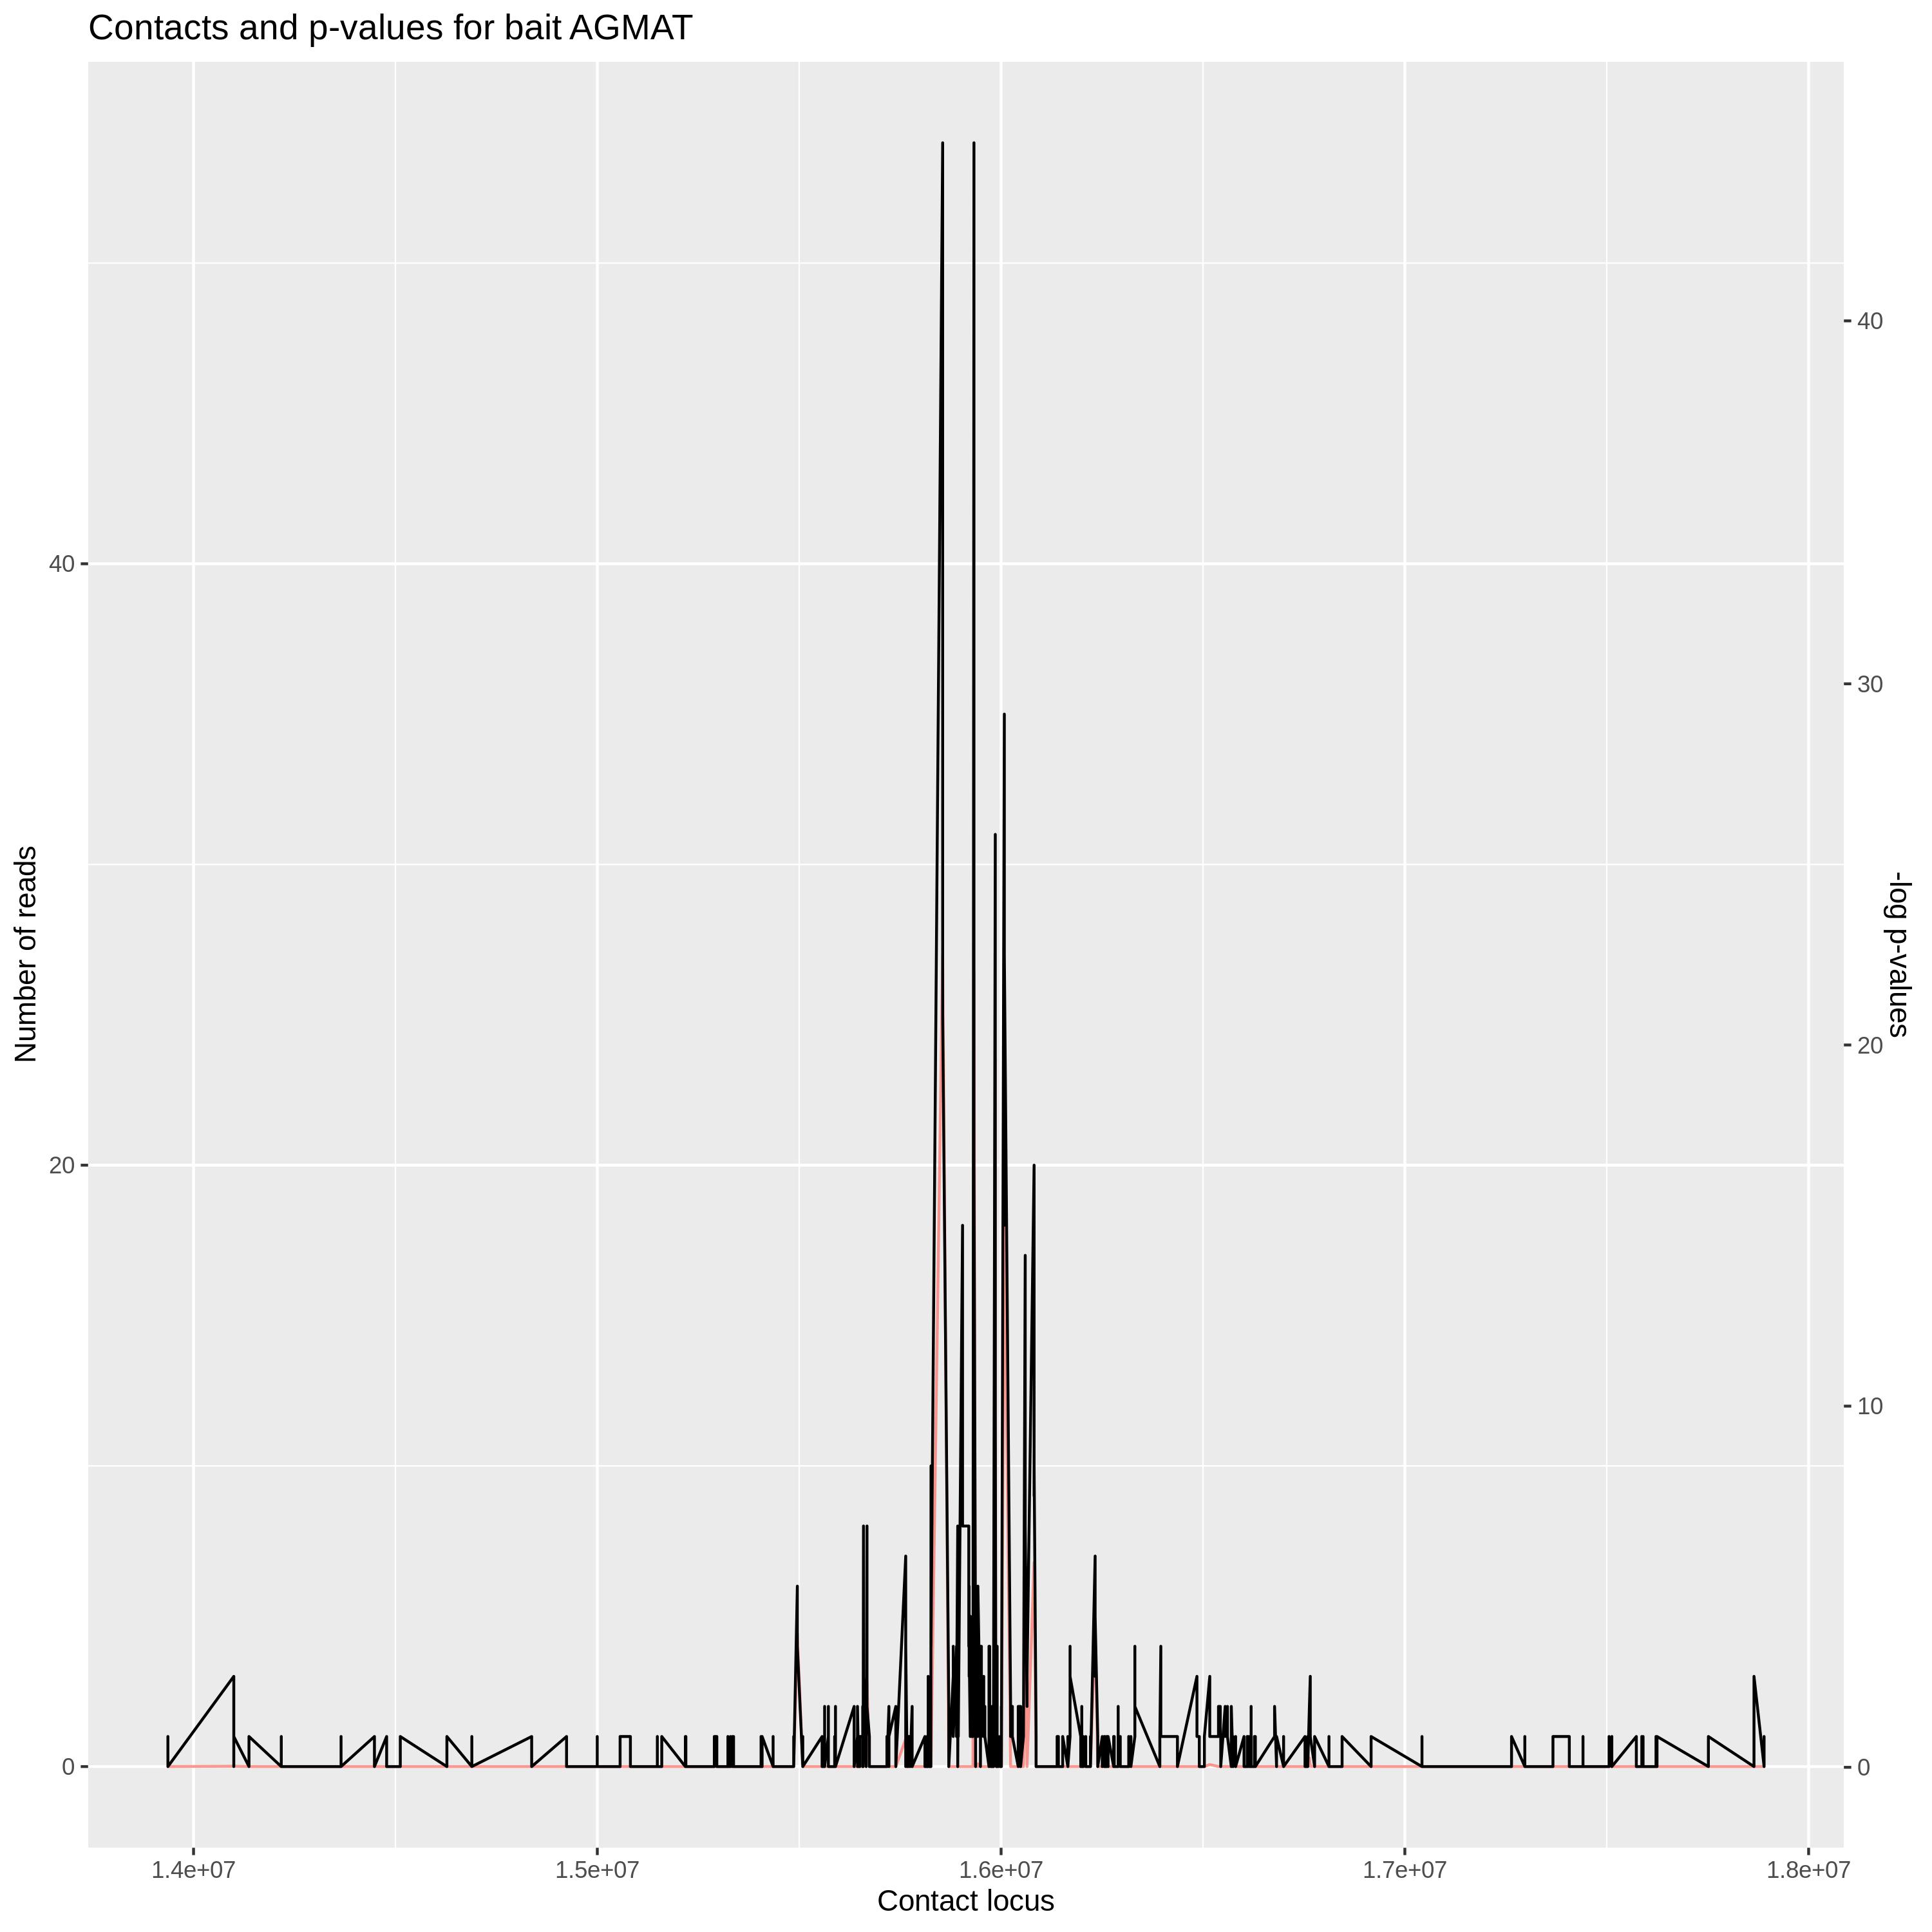 Contacts and p-values for bait AGMAT
40
20
0
Number of reads
40
30
20
10
0
-log p-values
1.4e+07 1.5e+07 1.6e+07 1.7e+07 1.8e+07
Contact locus